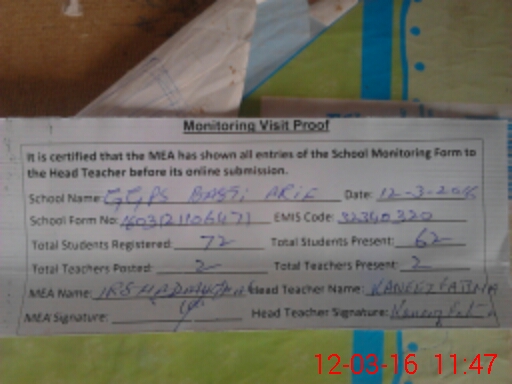 Monitoring Visit Proof
It is certified that the MEA has shown all entries of the School Monitoring Form to
the Head Teacher before its online submission.
School Name: GGPS BASTI ARIF Date: 12-3-2016
School Form No: EMIS Code: 32340320
Total Students Registered: 72 Total Students Present: 62
Total Teachers Posted: 2 Total Teachers Present: 2
MEA Name: IRSHAD Head Teacher Name: KANEEZ FATIMA
MEA Signature: Head Teacher Signature: Kaneez
12-03-16 11:47